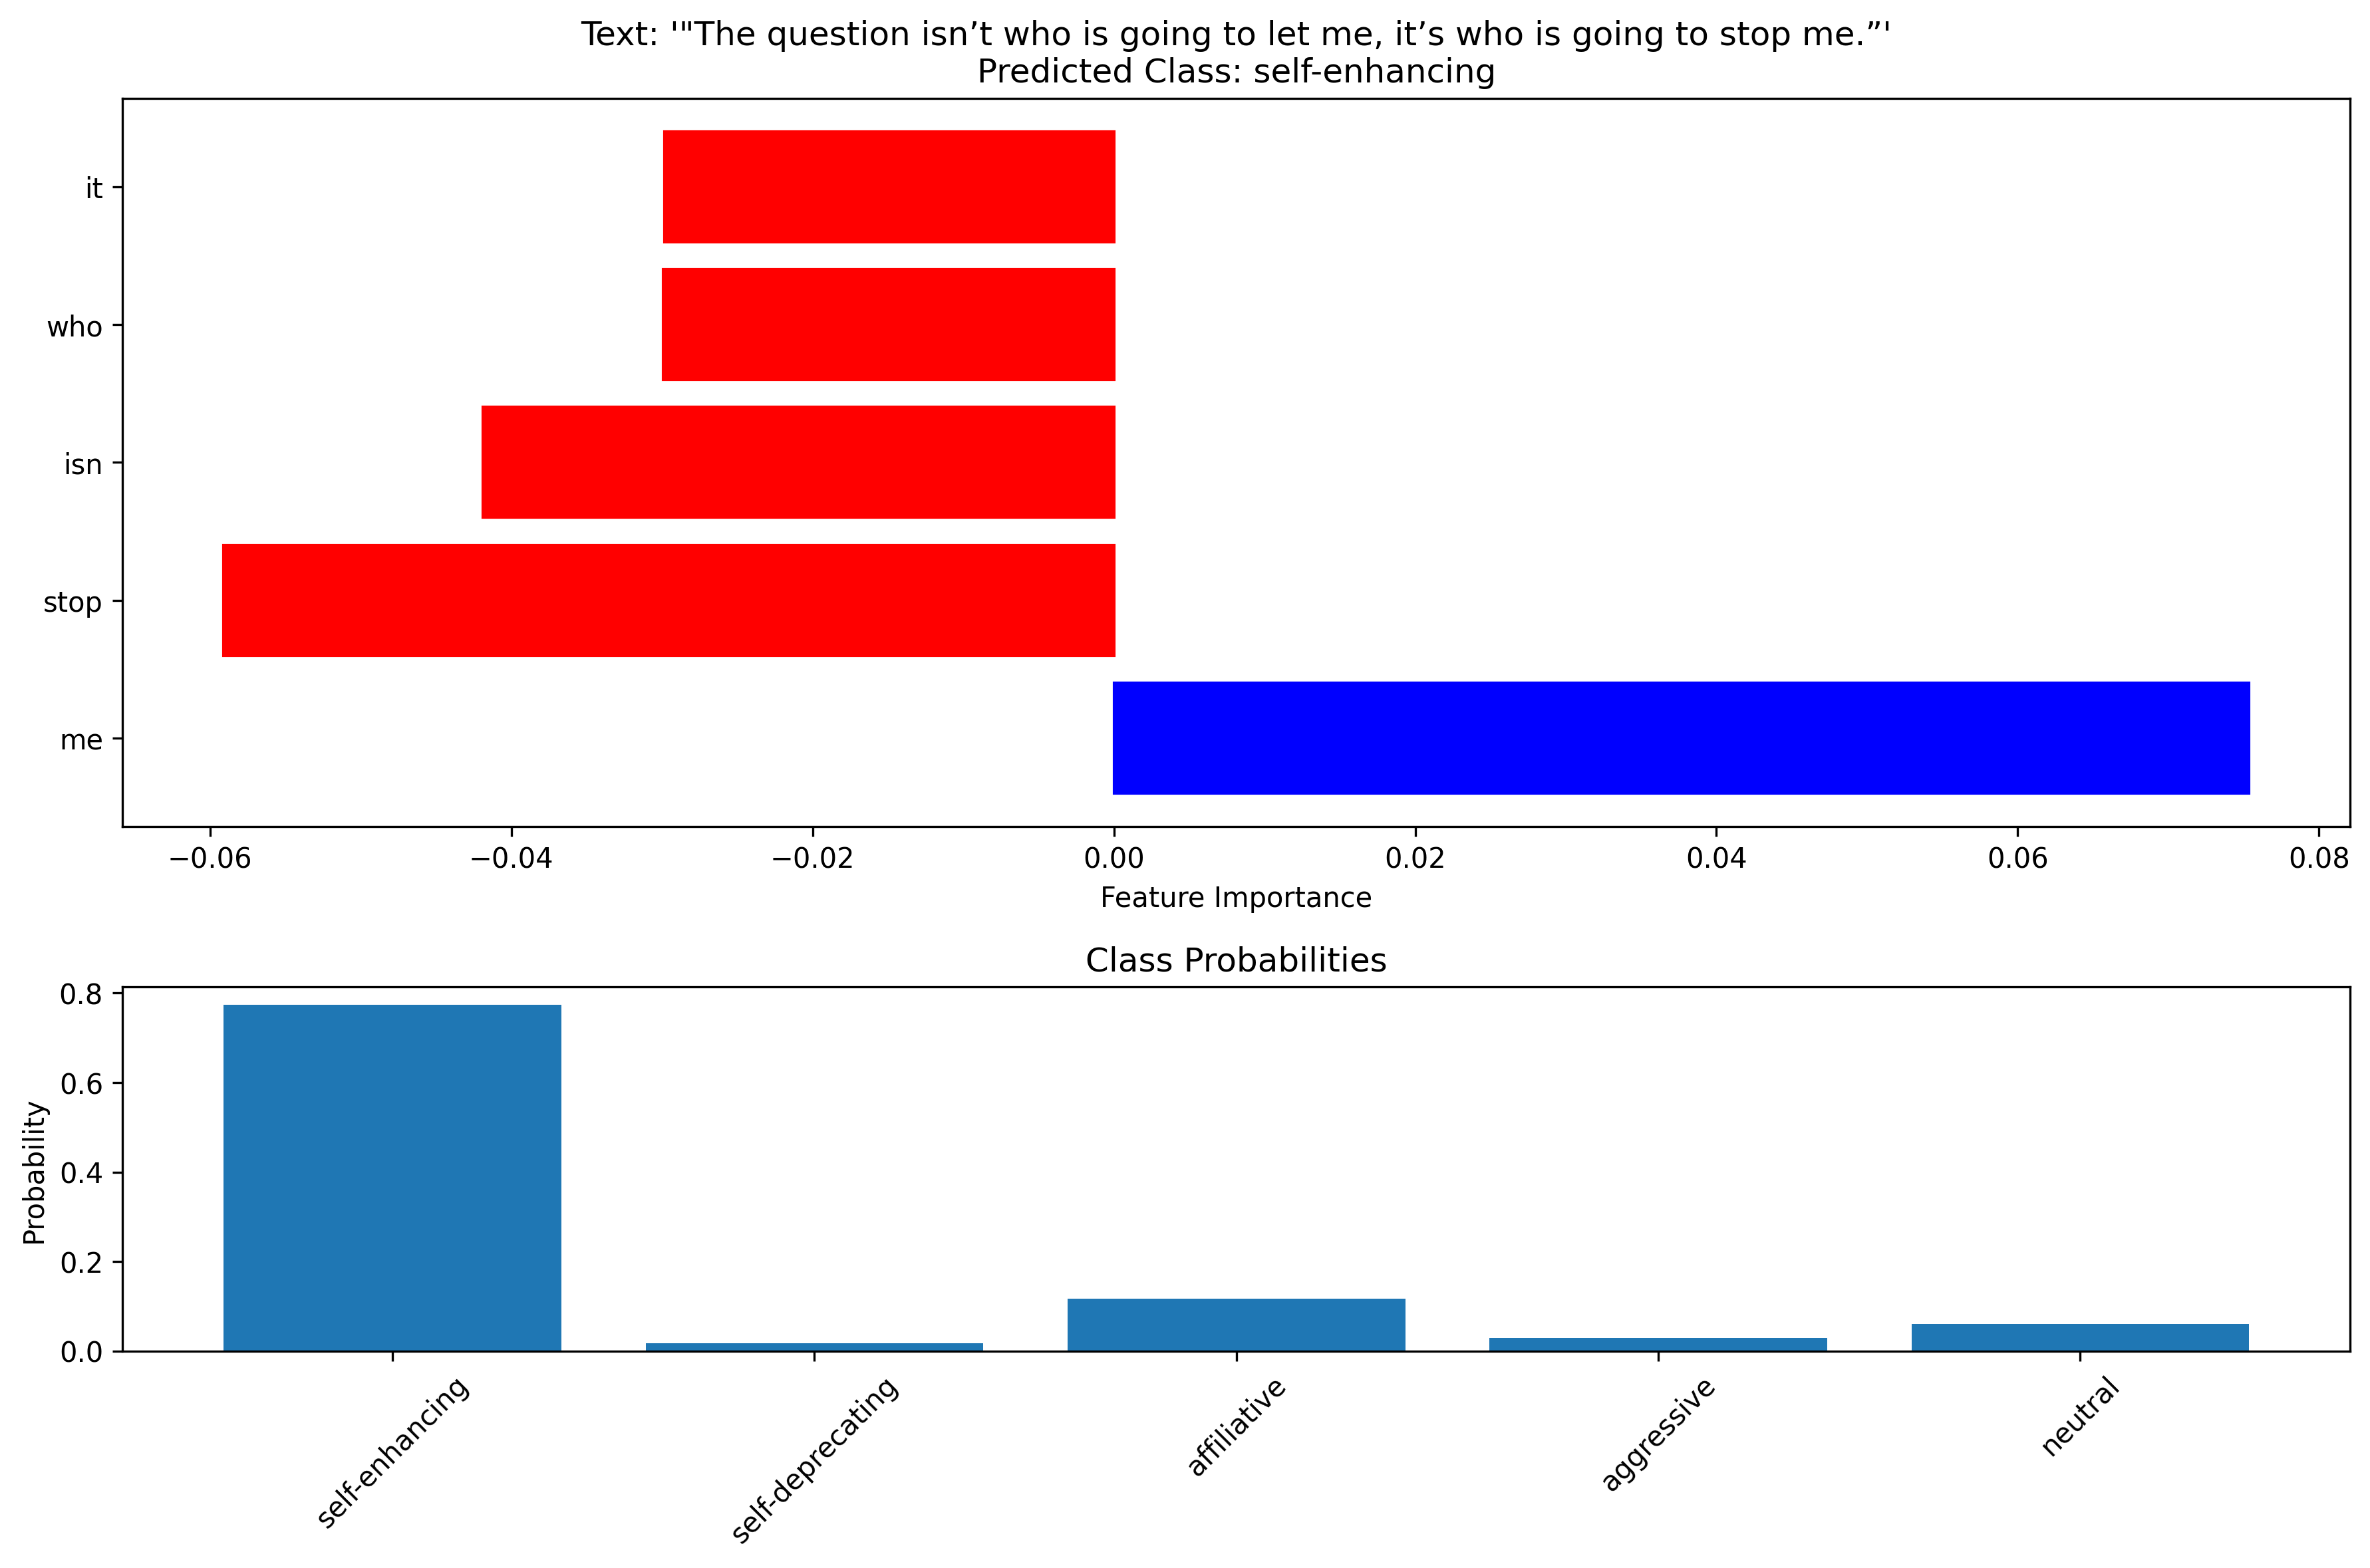 Text: '"The question isn’t who is going to let me, it’s who is going to stop me.”'
Predicted Class: self-enhancing
it
who
isn
stop
me
−0.06 −0.04 −0.02 0.00 0.02 0.04 0.06 0.08
Feature Importance
Class Probabilities
0.8
0.6
0.4
0.2
0.0
Probability
self-enhancing self-deprecating affiliative aggressive neutral